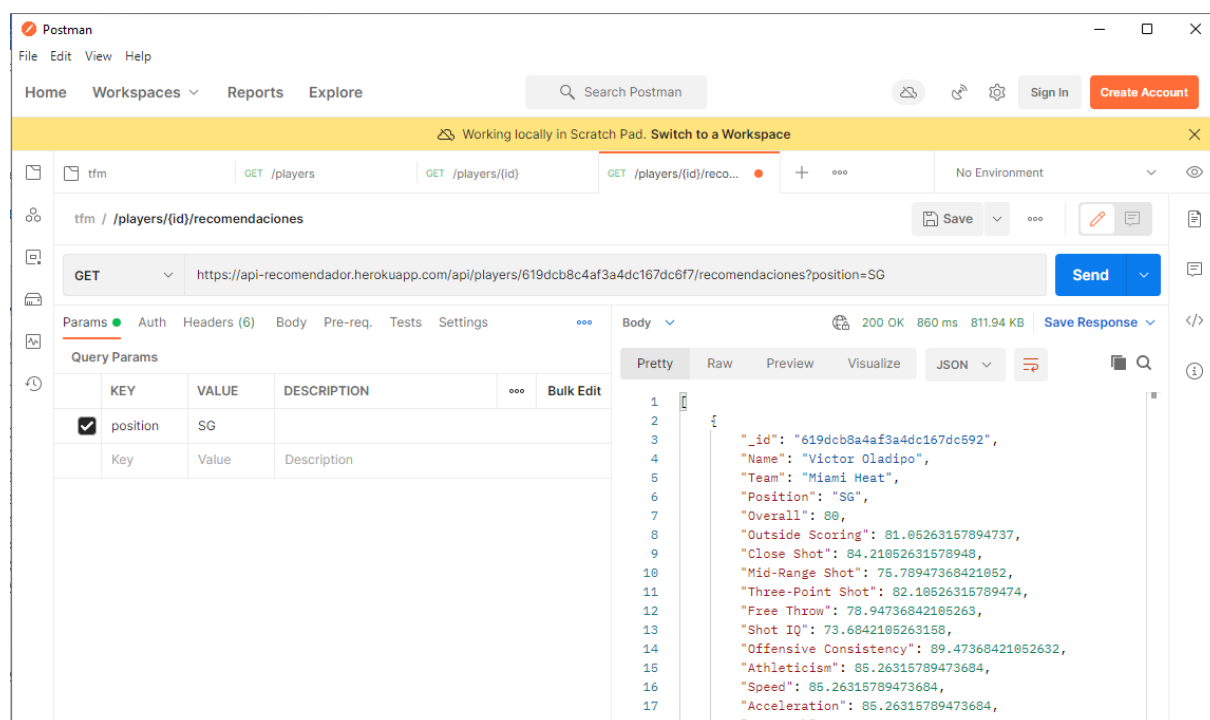 Postman
File Edit View Help
Home Workspaces Reports Explore Search Postman Sign In Create Account
Working locally in Scratch Pad. Switch to a Workspace
tfm GET /players GET /players/{id} GET /players/{id}/reco... No Environment
tfm / /players/{id}/recomendaciones Save
GET https://api-recomendador.herokuapp.com/api/players/619dcb8c4af3a4dc167dc6f7/recomendaciones?position=SG Send
Params Auth Headers (6) Body Pre-req. Tests Settings
Query Params
KEY VALUE DESCRIPTION Bulk Edit
position SG
Key Value Description
Body 200 OK 860 ms 811.94 KB Save Response
Pretty Raw Preview Visualize JSON
1 [
2 {
3 "_id": "619dcb8a4af3a4dc167dc592",
4 "Name": "Victor Oladipo",
5 "Team": "Miami Heat",
6 "Position": "SG",
7 "Overall": 80,
8 "Outside Scoring": 81.05263157894737,
9 "Close Shot": 84.21052631578948,
10 "Mid-Range Shot": 75.78947368421052,
11 "Three-Point Shot": 82.10526315789474,
12 "Free Throw": 78.94736842105263,
13 "Shot IQ": 73.6842105263158,
14 "Offensive Consistency": 89.47368421052632,
15 "Athleticism": 85.26315789473684,
16 "Speed": 85.26315789473684,
17 "Acceleration": 85.26315789473684,